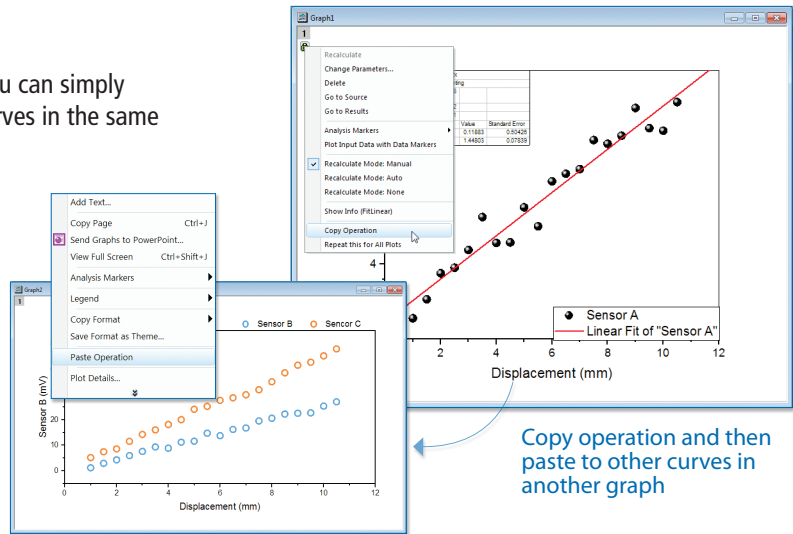 u can simply
rves in the same
Graph1
1
Recalculate
Change Parameters...
Delete
Go to Source
Go to Results
Analysis Markers
Plot Input Data with Data Markers
Recalculate Mode: Manual
Recalculate Mode: Auto
Recalculate Mode: None
Show Info (FitLinear)
Copy Operation
Repeat this for All Plots
Value Standard Error
0.11883 0.50426
1.44803 0.07839
4
Sensor A
Linear Fit of "Sensor A"
2 4 6 8 10 12
Displacement (mm)
Add Text...
Copy Page Ctrl+J
Send Graphs to PowerPoint...
View Full Screen Ctrl+Shift+J
Analysis Markers
Legend
Copy Format
Save Format as Theme...
Paste Operation
Plot Details...
Graph2
1
Sensor B Sencor C
Sensor B (mV)
20
10
0
0 2 4 6 8 10 12
Displacement (mm)
Copy operation and then
paste to other curves in
another graph